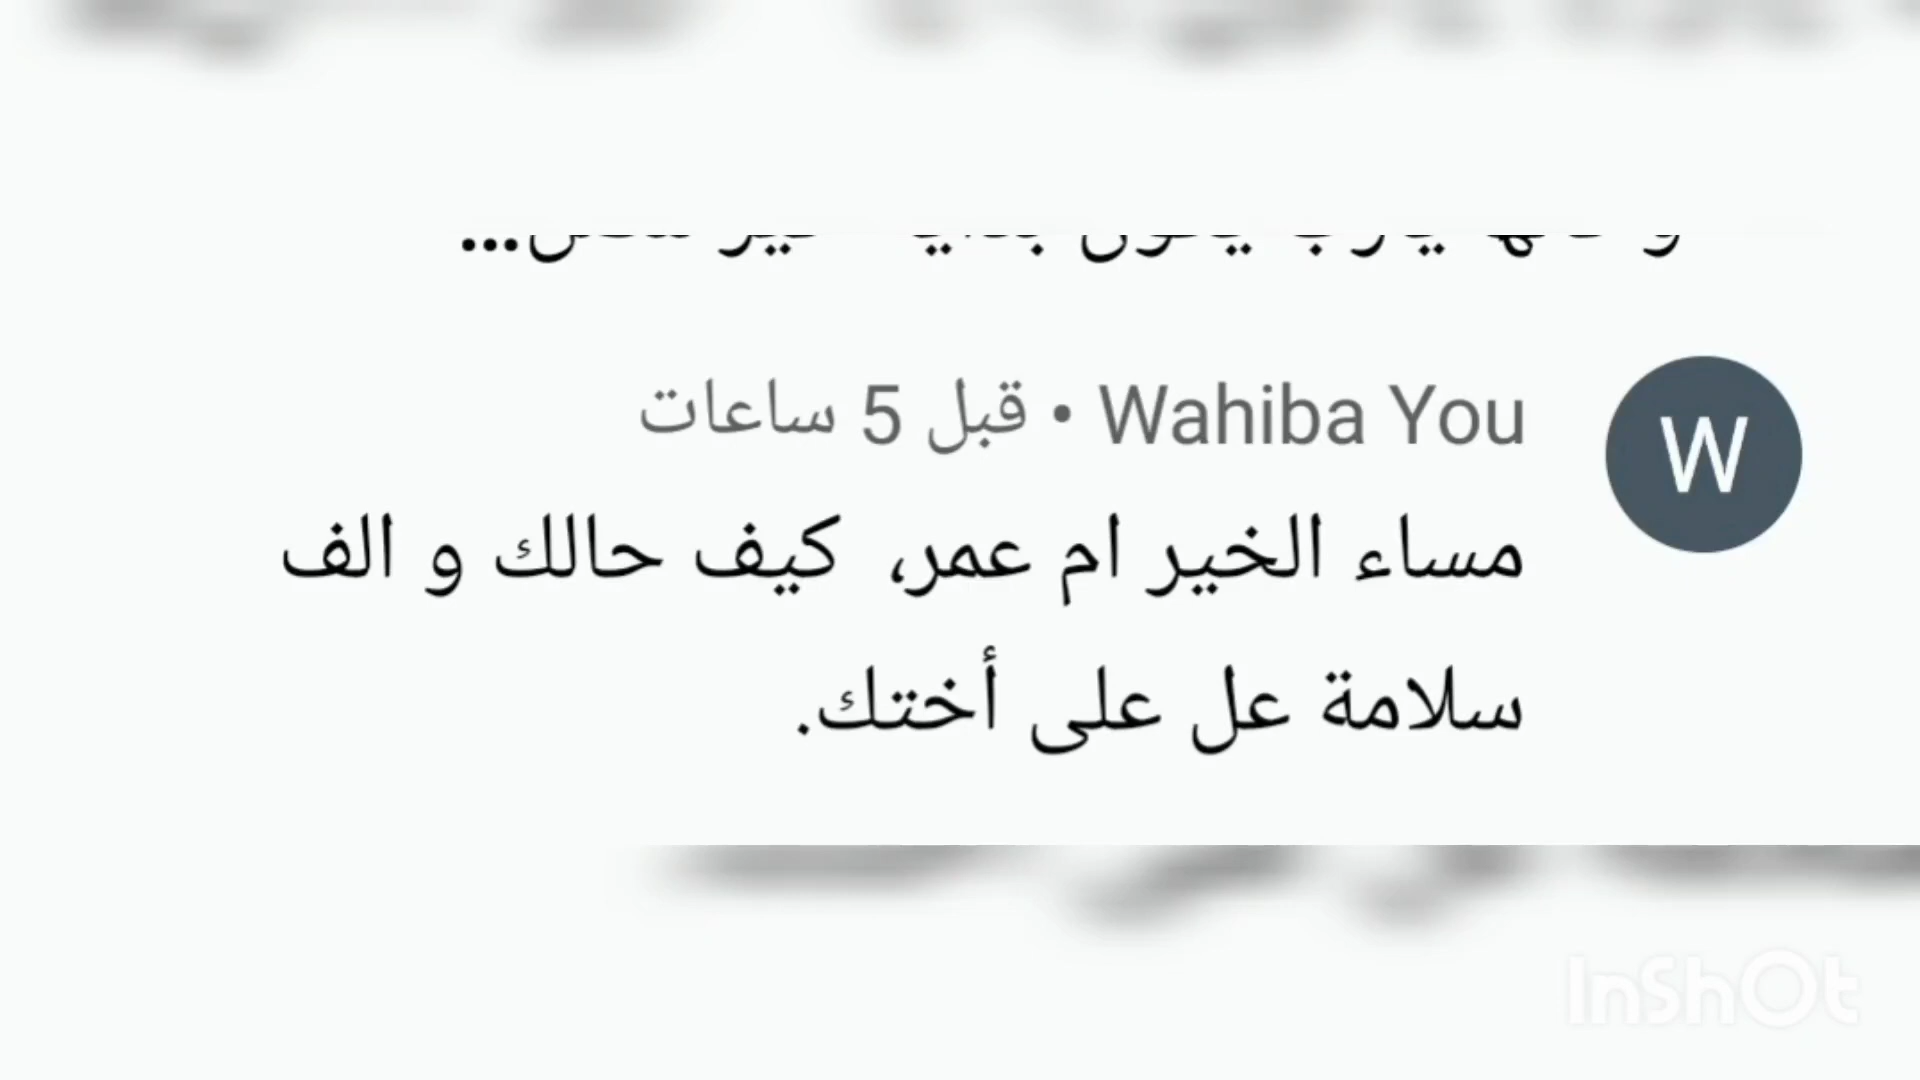 Wahiba You • قبل 5 ساعات
W
مساء الخير ام عمر، كيف حالك و الف
سلامة عل على أختك.
InShOt